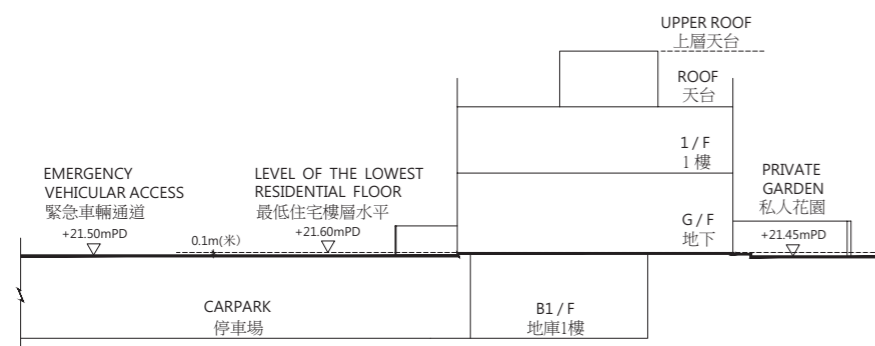 UPPER ROOF
上層天台
ROOF
天台
1 / F
1 樓
EMERGENCY
VEHICULAR ACCESS
緊急車輛通道
+21.50mPD
0.1m(米)
LEVEL OF THE LOWEST
RESIDENTIAL FLOOR
最低住宅樓層水平
+21.60mPD
G / F
地下
PRIVATE
GARDEN
私人花園
+21.45mPD
CARPARK
停車場
B1 / F
地庫1樓